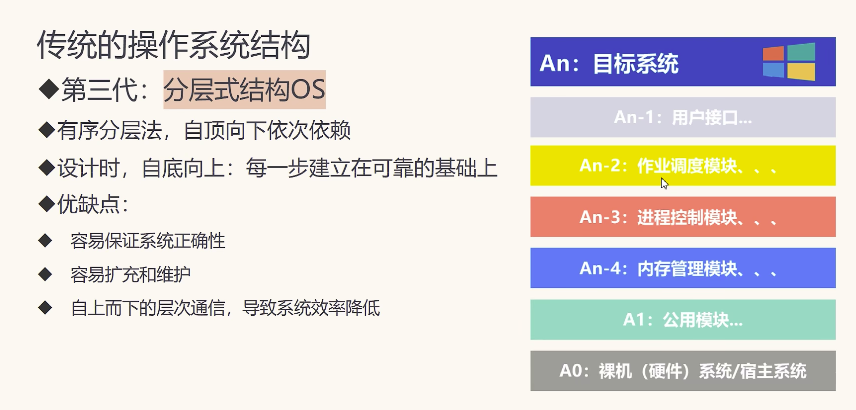 传统的操作系统结构
◆第三代：分层式结构OS
◆有序分层法，自顶向下依次依赖
◆设计时，自底向上：每一步建立在可靠的基础上
◆优缺点：
◆ 容易保证系统正确性
◆ 容易扩充和维护
◆ 自上而下的层次通信，导致系统效率降低
An：目标系统
An-1：用户接口...
An-2：作业调度模块、、、
An-3：进程控制模块、、、
An-4：内存管理模块、、、
A1：公用模块...
A0：裸机（硬件）系统/宿主系统